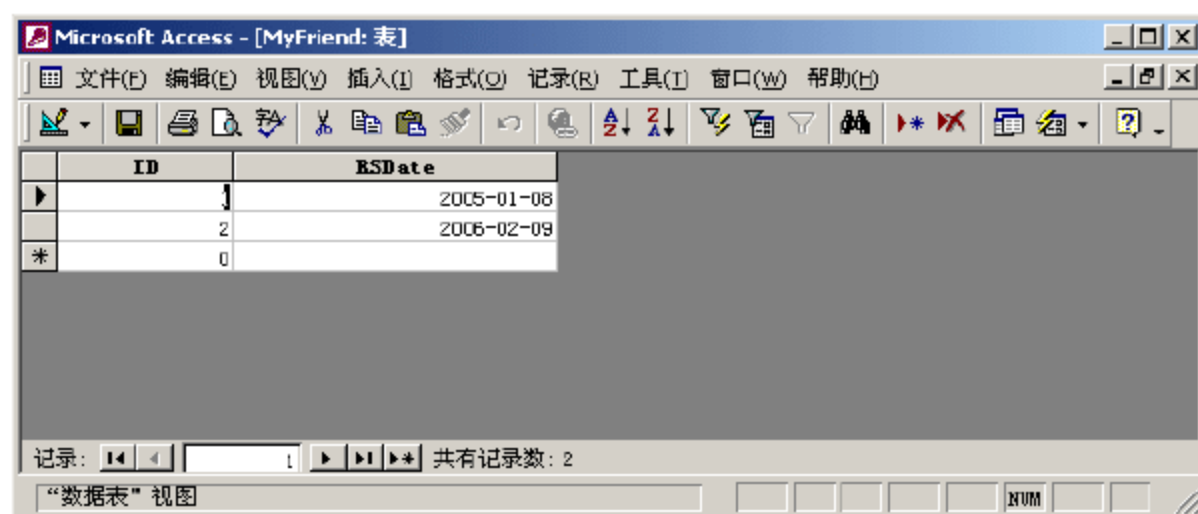 Microsoft Access - [MyFriend: 表]
文件(F) 编辑(E) 视图(V) 插入(I) 格式(O) 记录(R) 工具(T) 窗口(W) 帮助(H)
ID RSDate
1 2005-01-08
2 2006-02-09
0
记录: 1 共有记录数: 2
“数据表” 视图 NUM